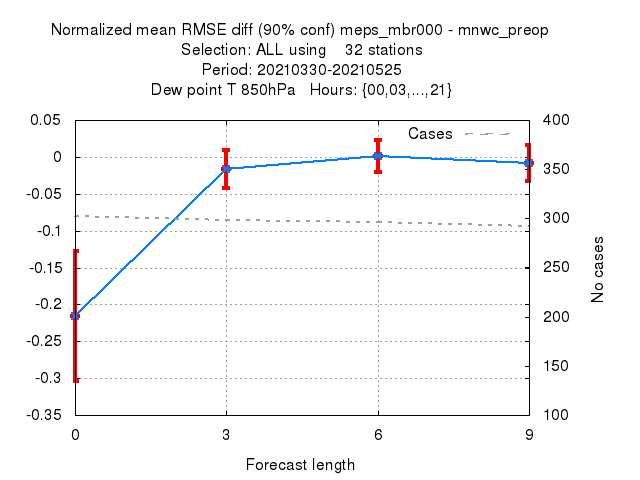 Normalized mean RMSE diff (90% conf) meps_mbr000 - mnwc_preop
Selection: ALL using    32 stations
Period: 20210330-20210525
Dew point T 850hPa   Hours: {00,03,...,21}
0.05
0
-0.05
-0.1
-0.15
-0.2
-0.25
-0.3
-0.35
Cases
400
350
300
250
200
150
100
No cases
0 3 6 9
Forecast length